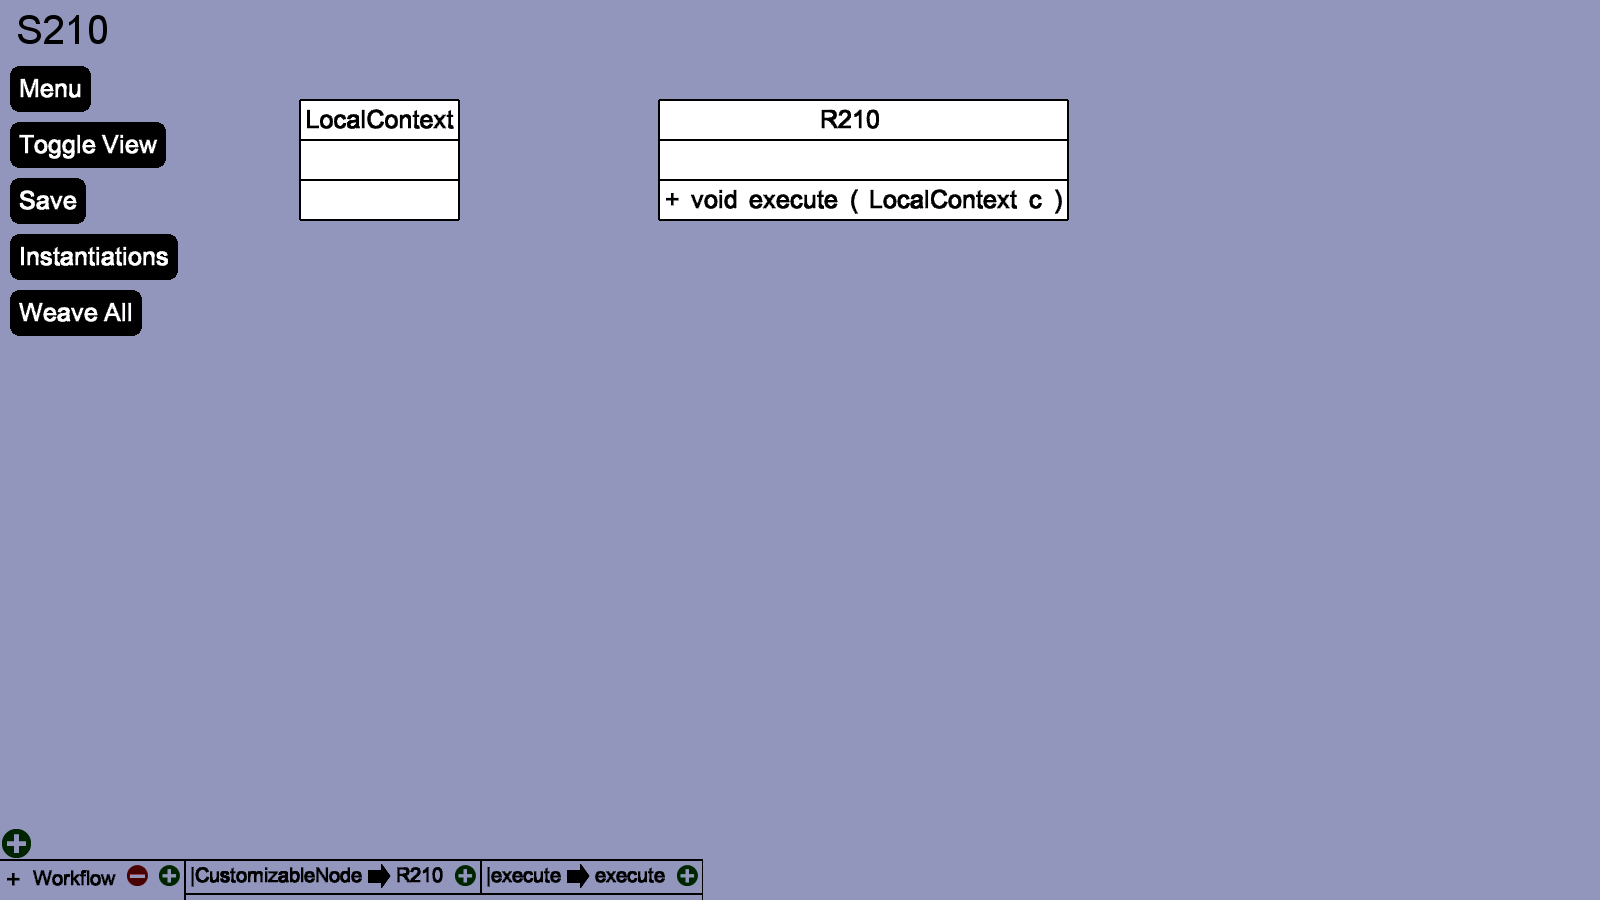 S210
Menu
Toggle View
Save
Instantiations
Weave All
LocalContext
R210
+ void execute ( LocalContext c )
+ Workflow
|CustomizableNode R210
|execute execute